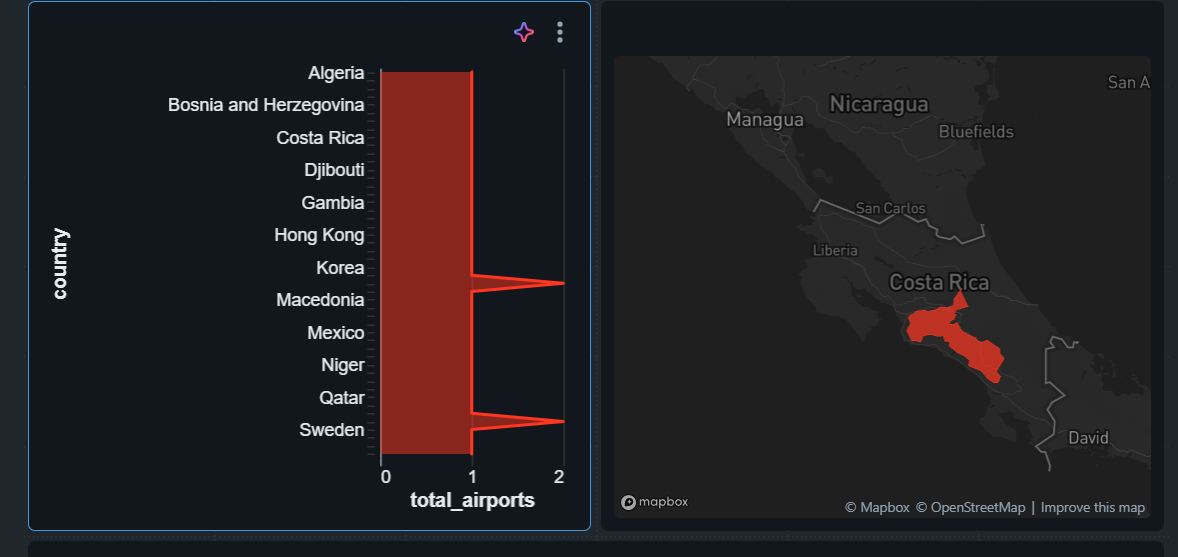 Algeria
Bosnia and Herzegovina
Costa Rica
Djibouti
Gambia
Hong Kong
Korea
Macedonia
Mexico
Niger
Qatar
Sweden
country
0 1 2
total_airports
San A
Nicaragua
Managua
Bluefields
San Carlos
Liberia
Costa Rica
David
mapbox
© Mapbox © OpenStreetMap | Improve this map